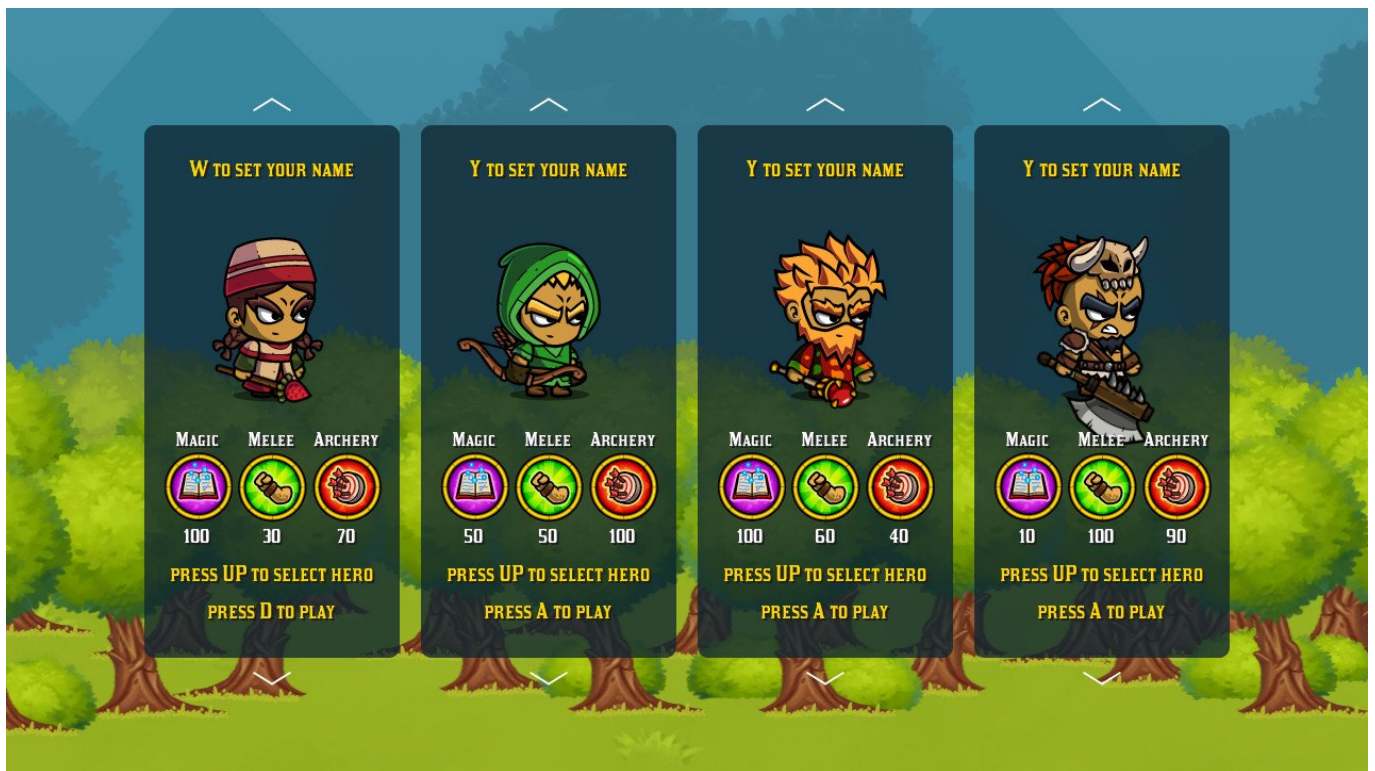 W to set your name
Magic Melee Archery
100 30 70
press UP to select hero
press D to play
Y to set your name
Magic Melee Archery
50 50 100
press UP to select hero
press A to play
Y to set your name
Magic Melee Archery
100 60 40
press UP to select hero
press A to play
Y to set your name
Magic Melee Archery
10 100 90
press UP to select hero
press A to play